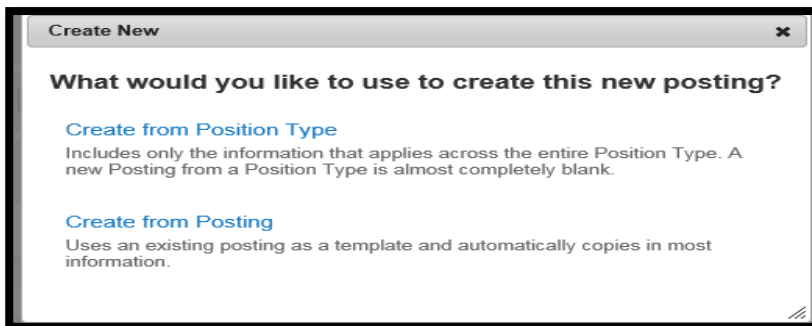 Create New
What would you like to use to create this new posting?
Create from Position Type
Includes only the information that applies across the entire Position Type. A
new Posting from a Position Type is almost completely blank.
Create from Posting
Uses an existing posting as a template and automatically copies in most
information.